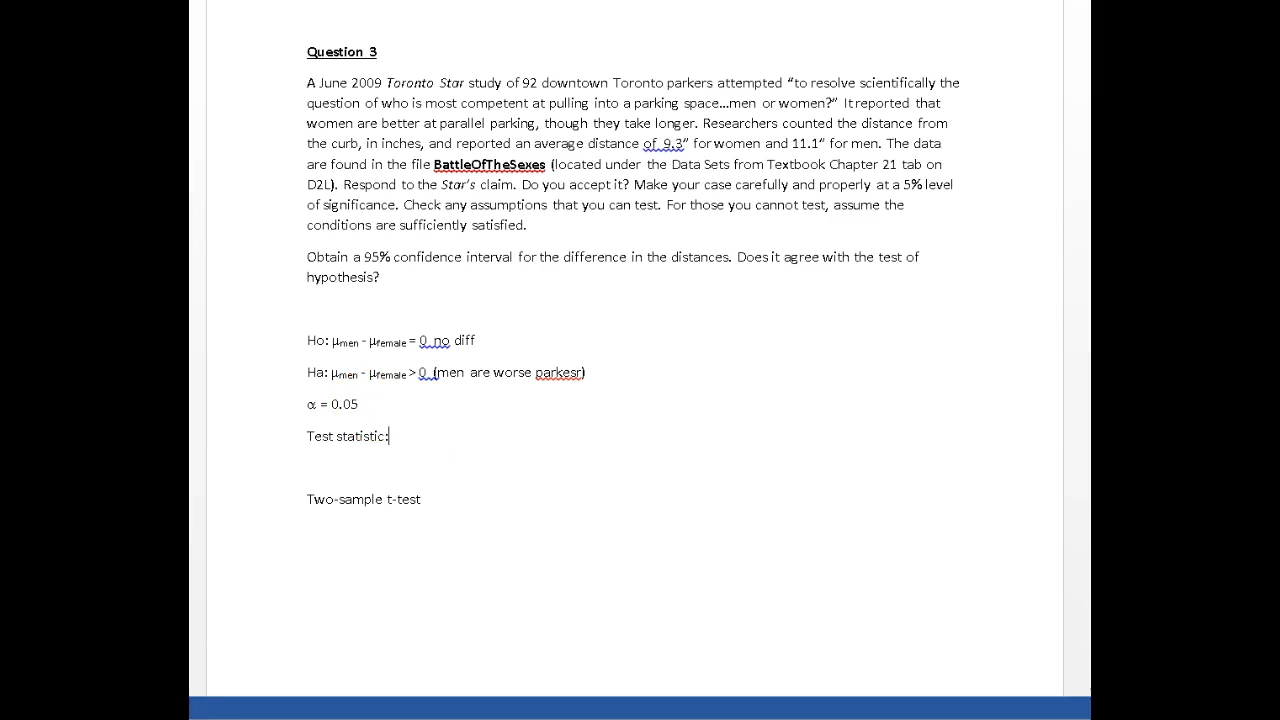 Question 3
A June 2009 Toronto Star study of 92 downtown Toronto parkers attempted “to resolve scientifically the
question of who is most competent at pulling into a parking space...men or women?” It reported that
women are better at parallel parking, though they take longer. Researchers counted the distance from
the curb, in inches, and reported an average distance of 9.3” for women and 11.1” for men. The data
are found in the file BattleOfTheSexes (located under the Data Sets from Textbook Chapter 21 tab on
D2L). Respond to the Star’s claim. Do you accept it? Make your case carefully and properly at a 5% level
of significance. Check any assumptions that you can test. For those you cannot test, assume the
conditions are sufficiently satisfied.
Obtain a 95% confidence interval for the difference in the distances. Does it agree with the test of
hypothesis?
Ho: μmen - μfemale = 0 no diff
Ha: μmen - μfemale > 0 (men are worse parkesr)
α = 0.05
Test statistic:
Two-sample t-test